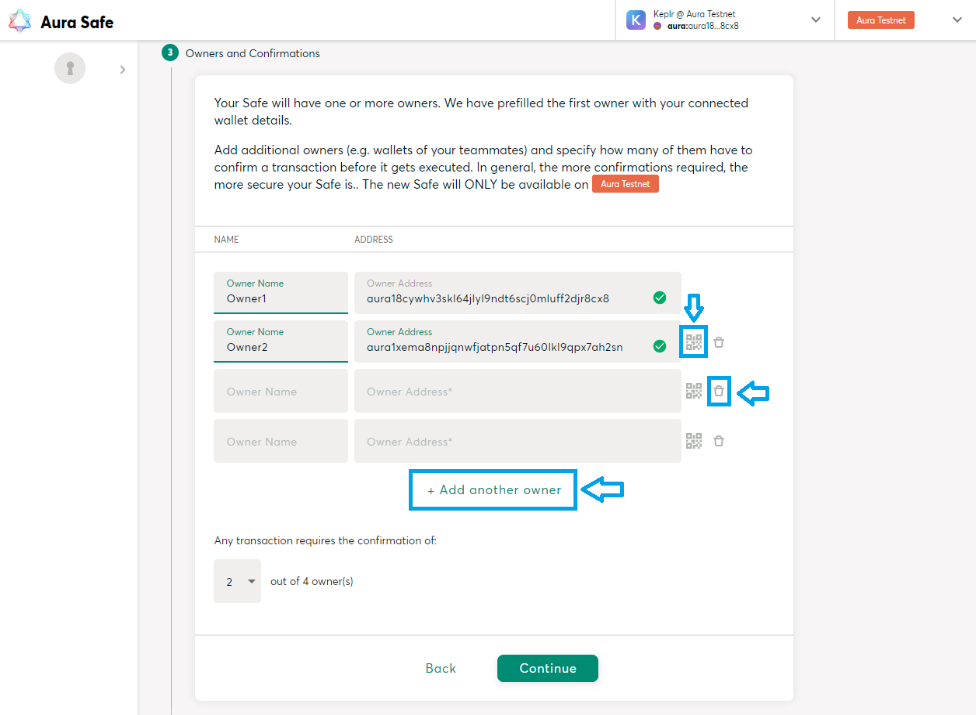 Aura Safe
K
Keplr @ Aura Testnet
aura:aura18...8cx8
Aura Testnet
3 Owners and Confirmations
Your Safe will have one or more owners. We have prefilled the first owner with your connected
wallet details.
Add additional owners (e.g. wallets of your teammates) and specify how many of them have to
confirm a transaction before it gets executed. In general, the more confirmations required, the
more secure your Safe is.. The new Safe will ONLY be available on Aura Testnet
NAME ADDRESS
Owner Name Owner Address
Owner1 aura18cywhv3skl64jlyl9ndt6scj0mluff2djr8cx8
Owner Name Owner Address
Owner2 aura1xema8npjjqnwfjatpn5qf7u60lkl9qpx7ah2sn
Owner Name Owner Address*
Owner Name Owner Address*
+ Add another owner
Any transaction requires the confirmation of:
2 out of 4 owner(s)
Back Continue